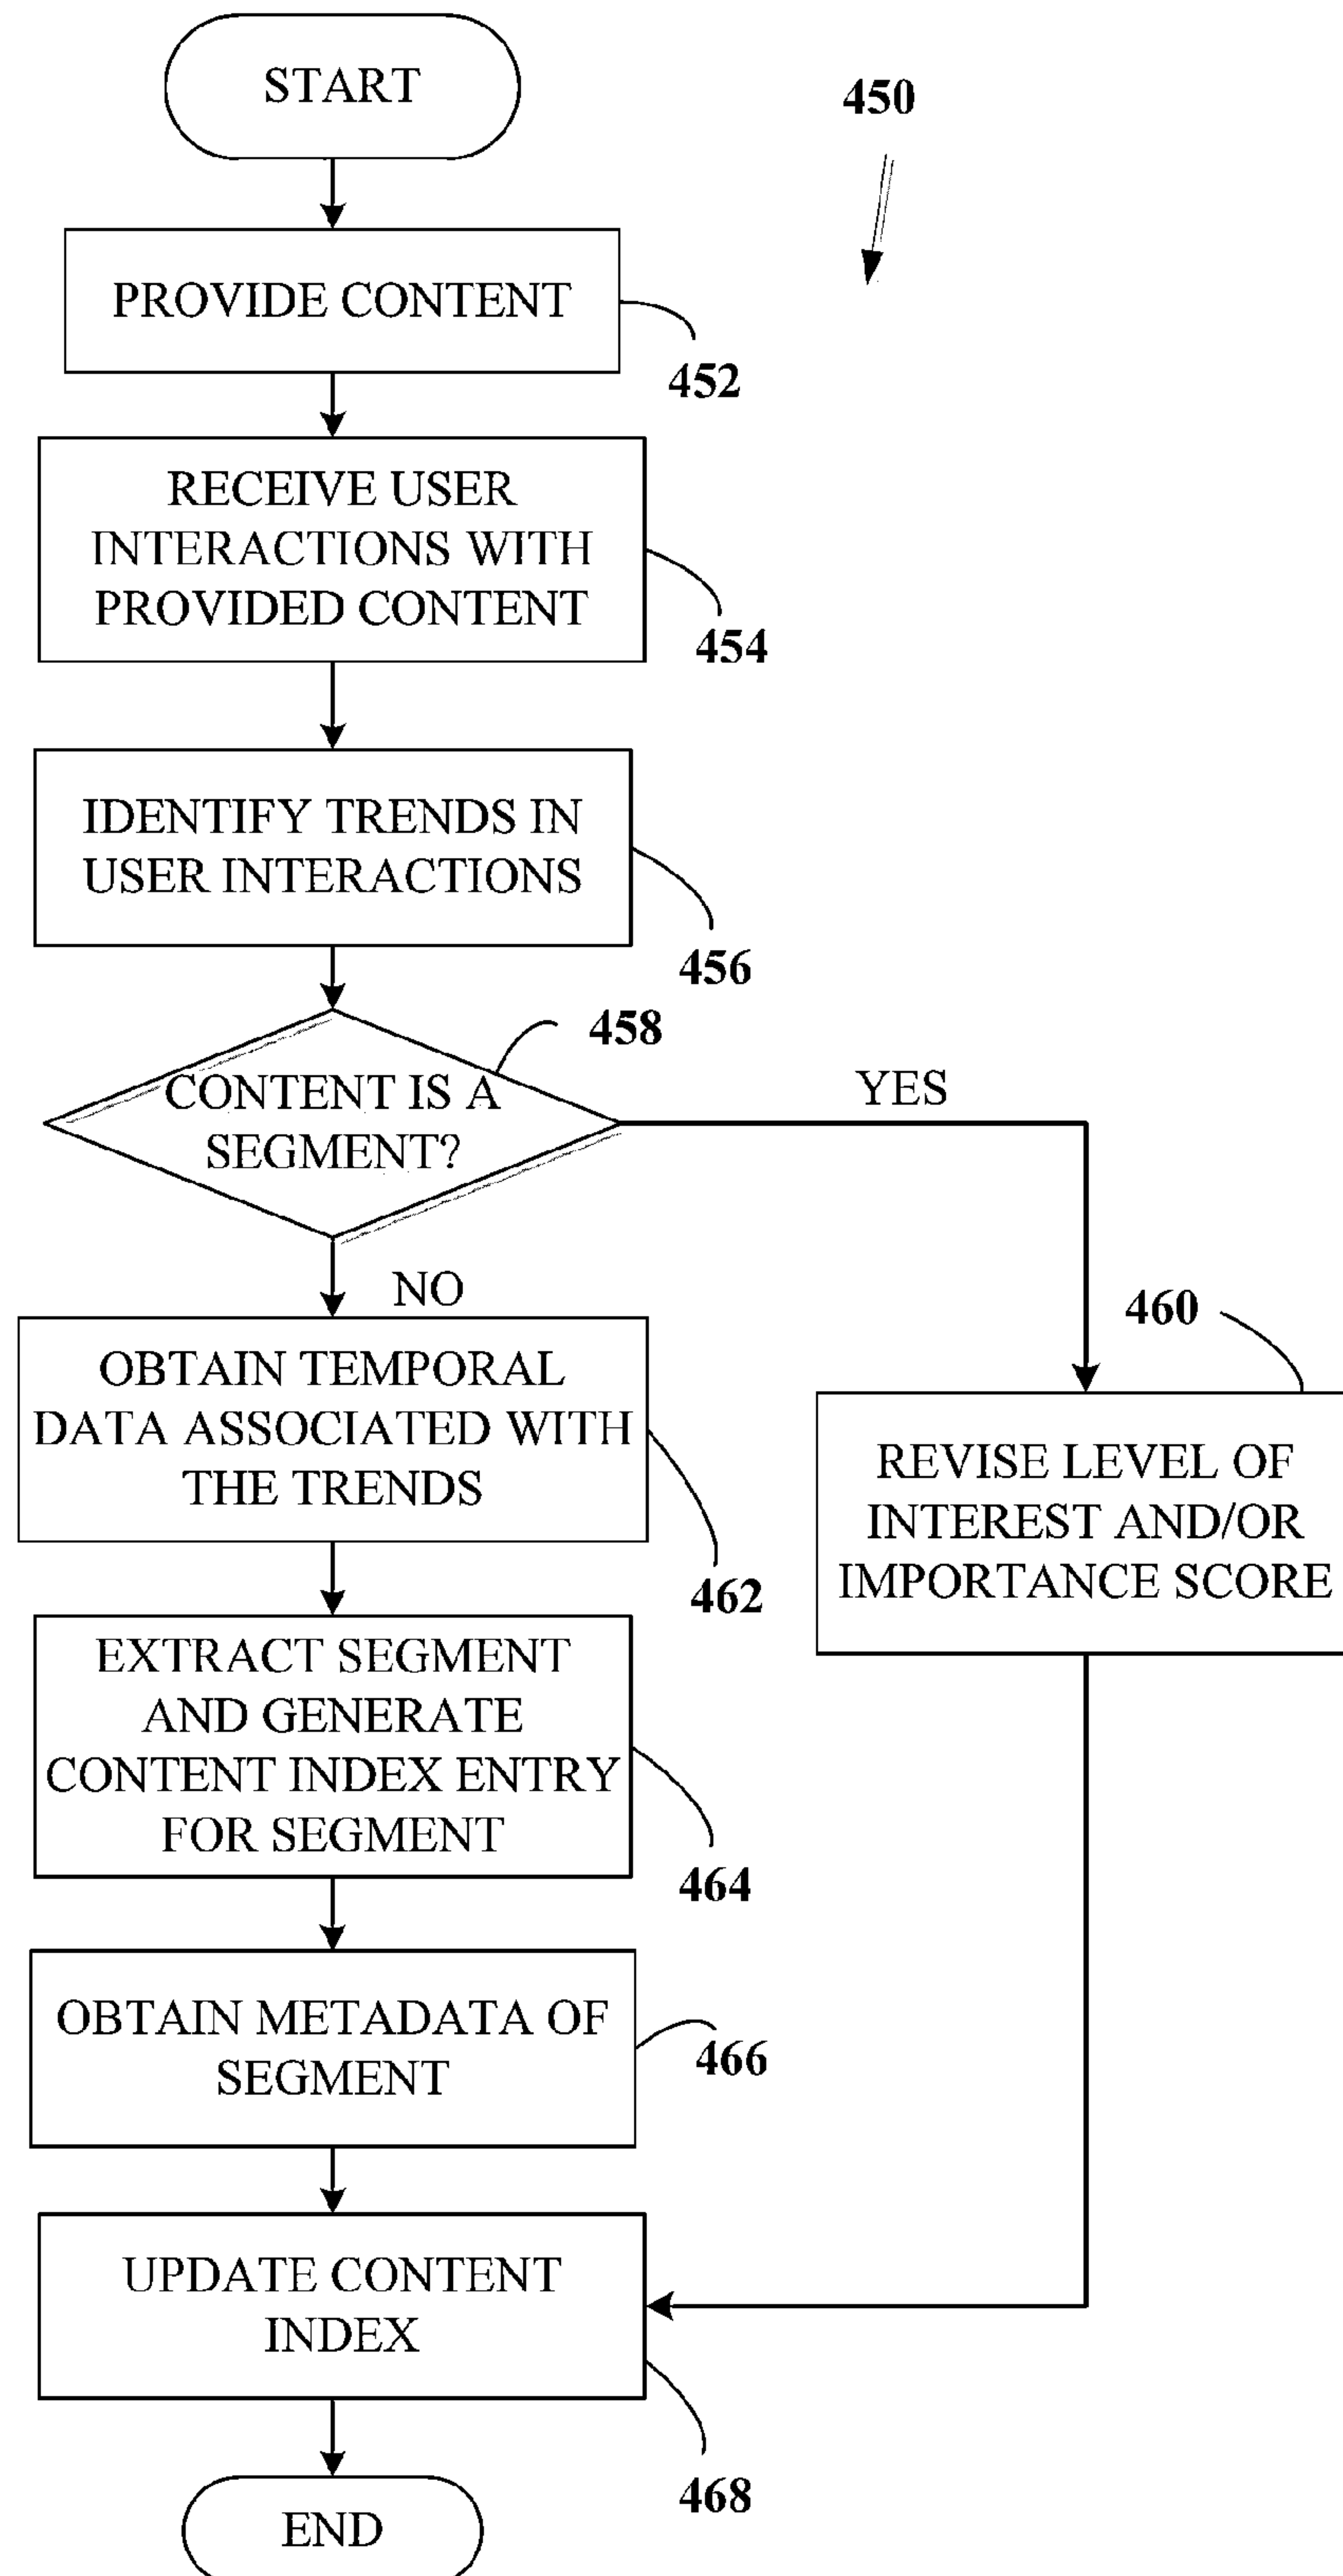 START
450
PROVIDE CONTENT
452
RECEIVE USER
INTERACTIONS WITH
PROVIDED CONTENT
454
IDENTIFY TRENDS IN
USER INTERACTIONS
456
458
CONTENT IS A
SEGMENT?
YES
NO
460
OBTAIN TEMPORAL
DATA ASSOCIATED WITH
THE TRENDS
462
REVISE LEVEL OF
INTEREST AND/OR
IMPORTANCE SCORE
EXTRACT SEGMENT
AND GENERATE
CONTENT INDEX ENTRY
FOR SEGMENT
464
OBTAIN METADATA OF
SEGMENT
466
UPDATE CONTENT
INDEX
468
END